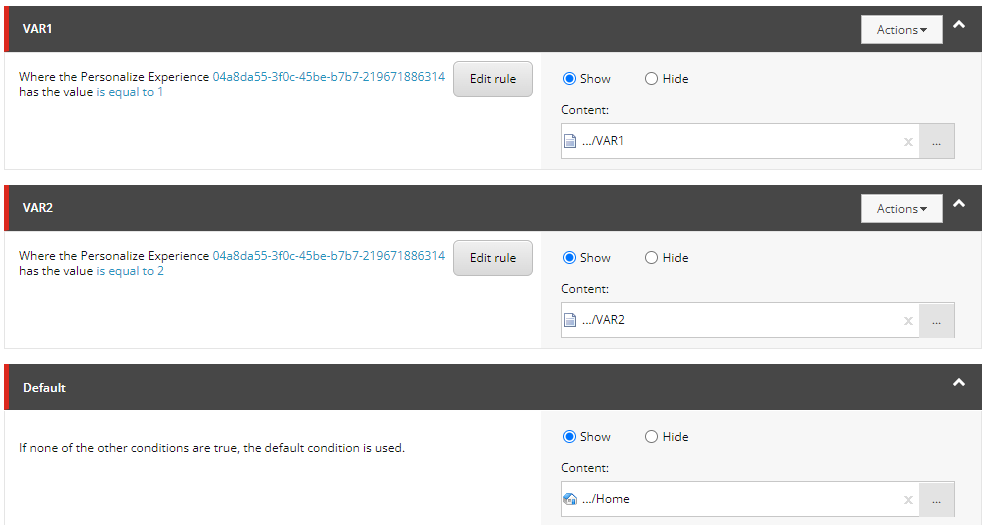 VAR1
Actions
Where the Personalize Experience 04a8da55-3f0c-45be-b7b7-219671886314
has the value is equal to 1
Edit rule
Show
Hide
Content:
.../VAR1
x
...
VAR2
Actions
Where the Personalize Experience 04a8da55-3f0c-45be-b7b7-219671886314
has the value is equal to 2
Edit rule
Show
Hide
Content:
.../VAR2
x
...
Default
If none of the other conditions are true, the default condition is used.
Show
Hide
Content:
.../Home
x
...